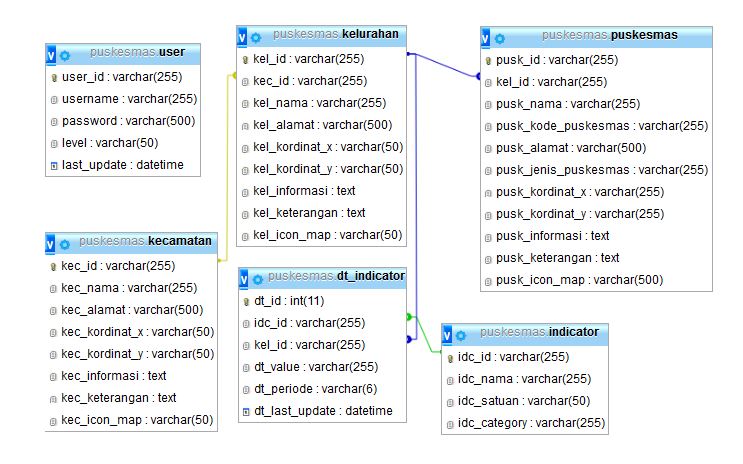 puskesmas.user
user_id : varchar(255)
username : varchar(255)
password : varchar(500)
level : varchar(50)
last_update : datetime
puskesmas.kelurahan
kel_id : varchar(255)
kec_id : varchar(255)
kel_nama : varchar(255)
kel_alamat : varchar(500)
kel_kordinat_x : varchar(50)
kel_kordinat_y : varchar(50)
kel_informasi : text
kel_keterangan : text
kel_icon_map : varchar(50)
puskesmas.puskesmas
pusk_id : varchar(255)
kel_id : varchar(255)
pusk_nama : varchar(255)
pusk_kode_puskesmas : varchar(255)
pusk_alamat : varchar(500)
pusk_jenis_puskesmas : varchar(255)
pusk_kordinat_x : varchar(255)
pusk_kordinat_y : varchar(255)
pusk_informasi : text
pusk_keterangan : text
pusk_icon_map : varchar(500)
puskesmas.kecamatan
kec_id : varchar(255)
kec_nama : varchar(255)
kec_alamat : varchar(500)
kec_kordinat_x : varchar(50)
kec_kordinat_y : varchar(50)
kec_informasi : text
kec_keterangan : text
kec_icon_map : varchar(50)
puskesmas.dt_indicator
dt_id : int(11)
idc_id : varchar(255)
kel_id : varchar(255)
dt_value : varchar(255)
dt_periode : varchar(6)
dt_last_update : datetime
puskesmas.indicator
idc_id : varchar(255)
idc_nama : varchar(255)
idc_satuan : varchar(50)
idc_category : varchar(255)